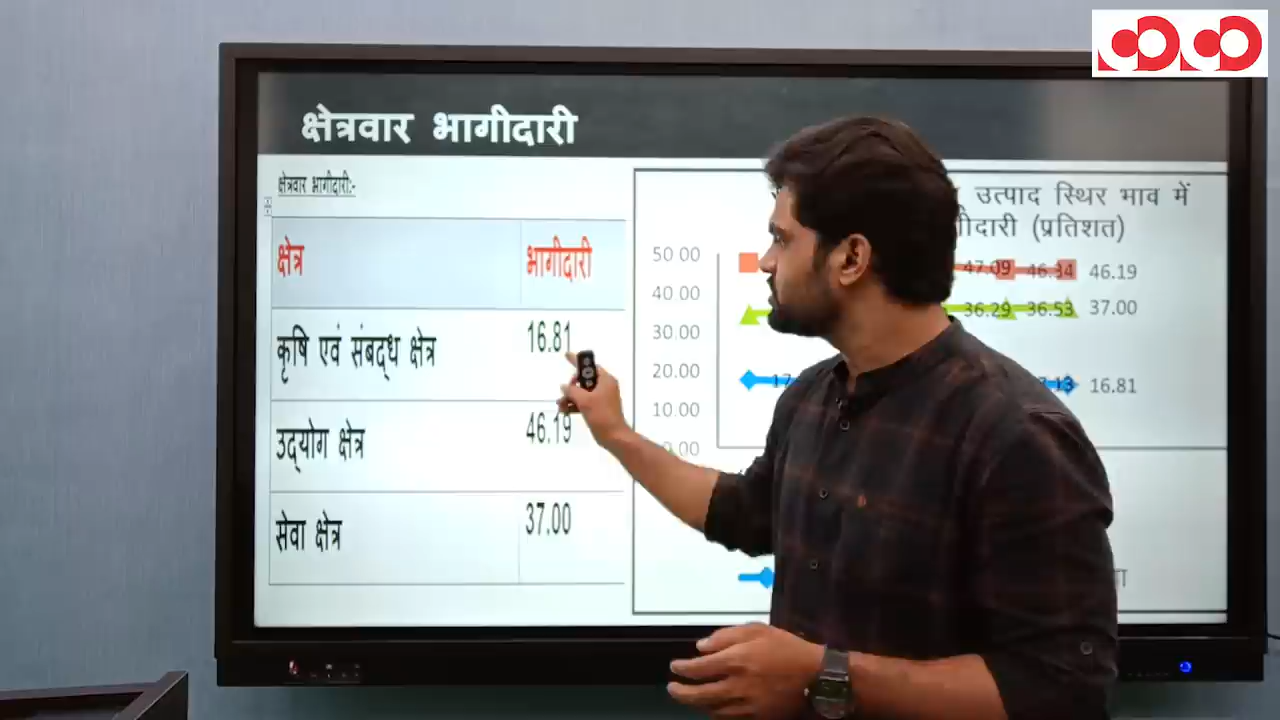 क्षेत्रवार भागीदारी
क्षेत्रवार भागीदारी:-
क्षेत्र भागीदारी
कृषि एवं संबद्ध क्षेत्र 16.81
उद्योग क्षेत्र 46.19
सेवा क्षेत्र 37.00
उत्पाद स्थिर भाव में
(प्रतिशत)
50.00 47.09 46.34 46.19
40.00 36.29 36.53 37.00
30.00
20.00 16.81
10.00